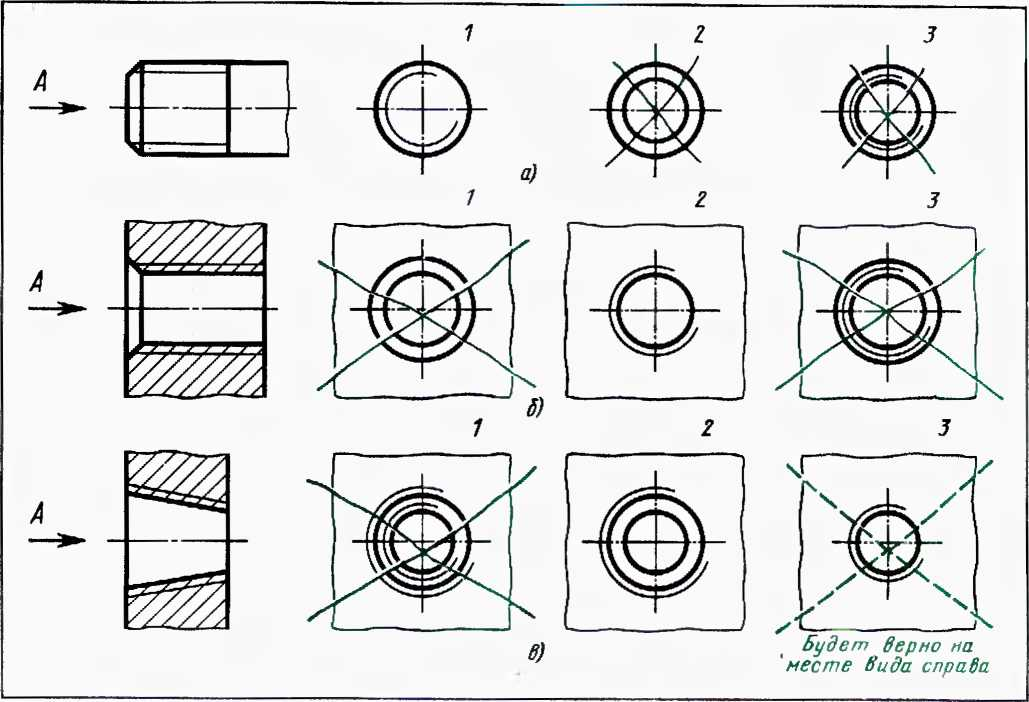 1 2 3
А
а)
1 2 3
А
б)
1 2 3
А
Будет верно на
месте вида справа
в)